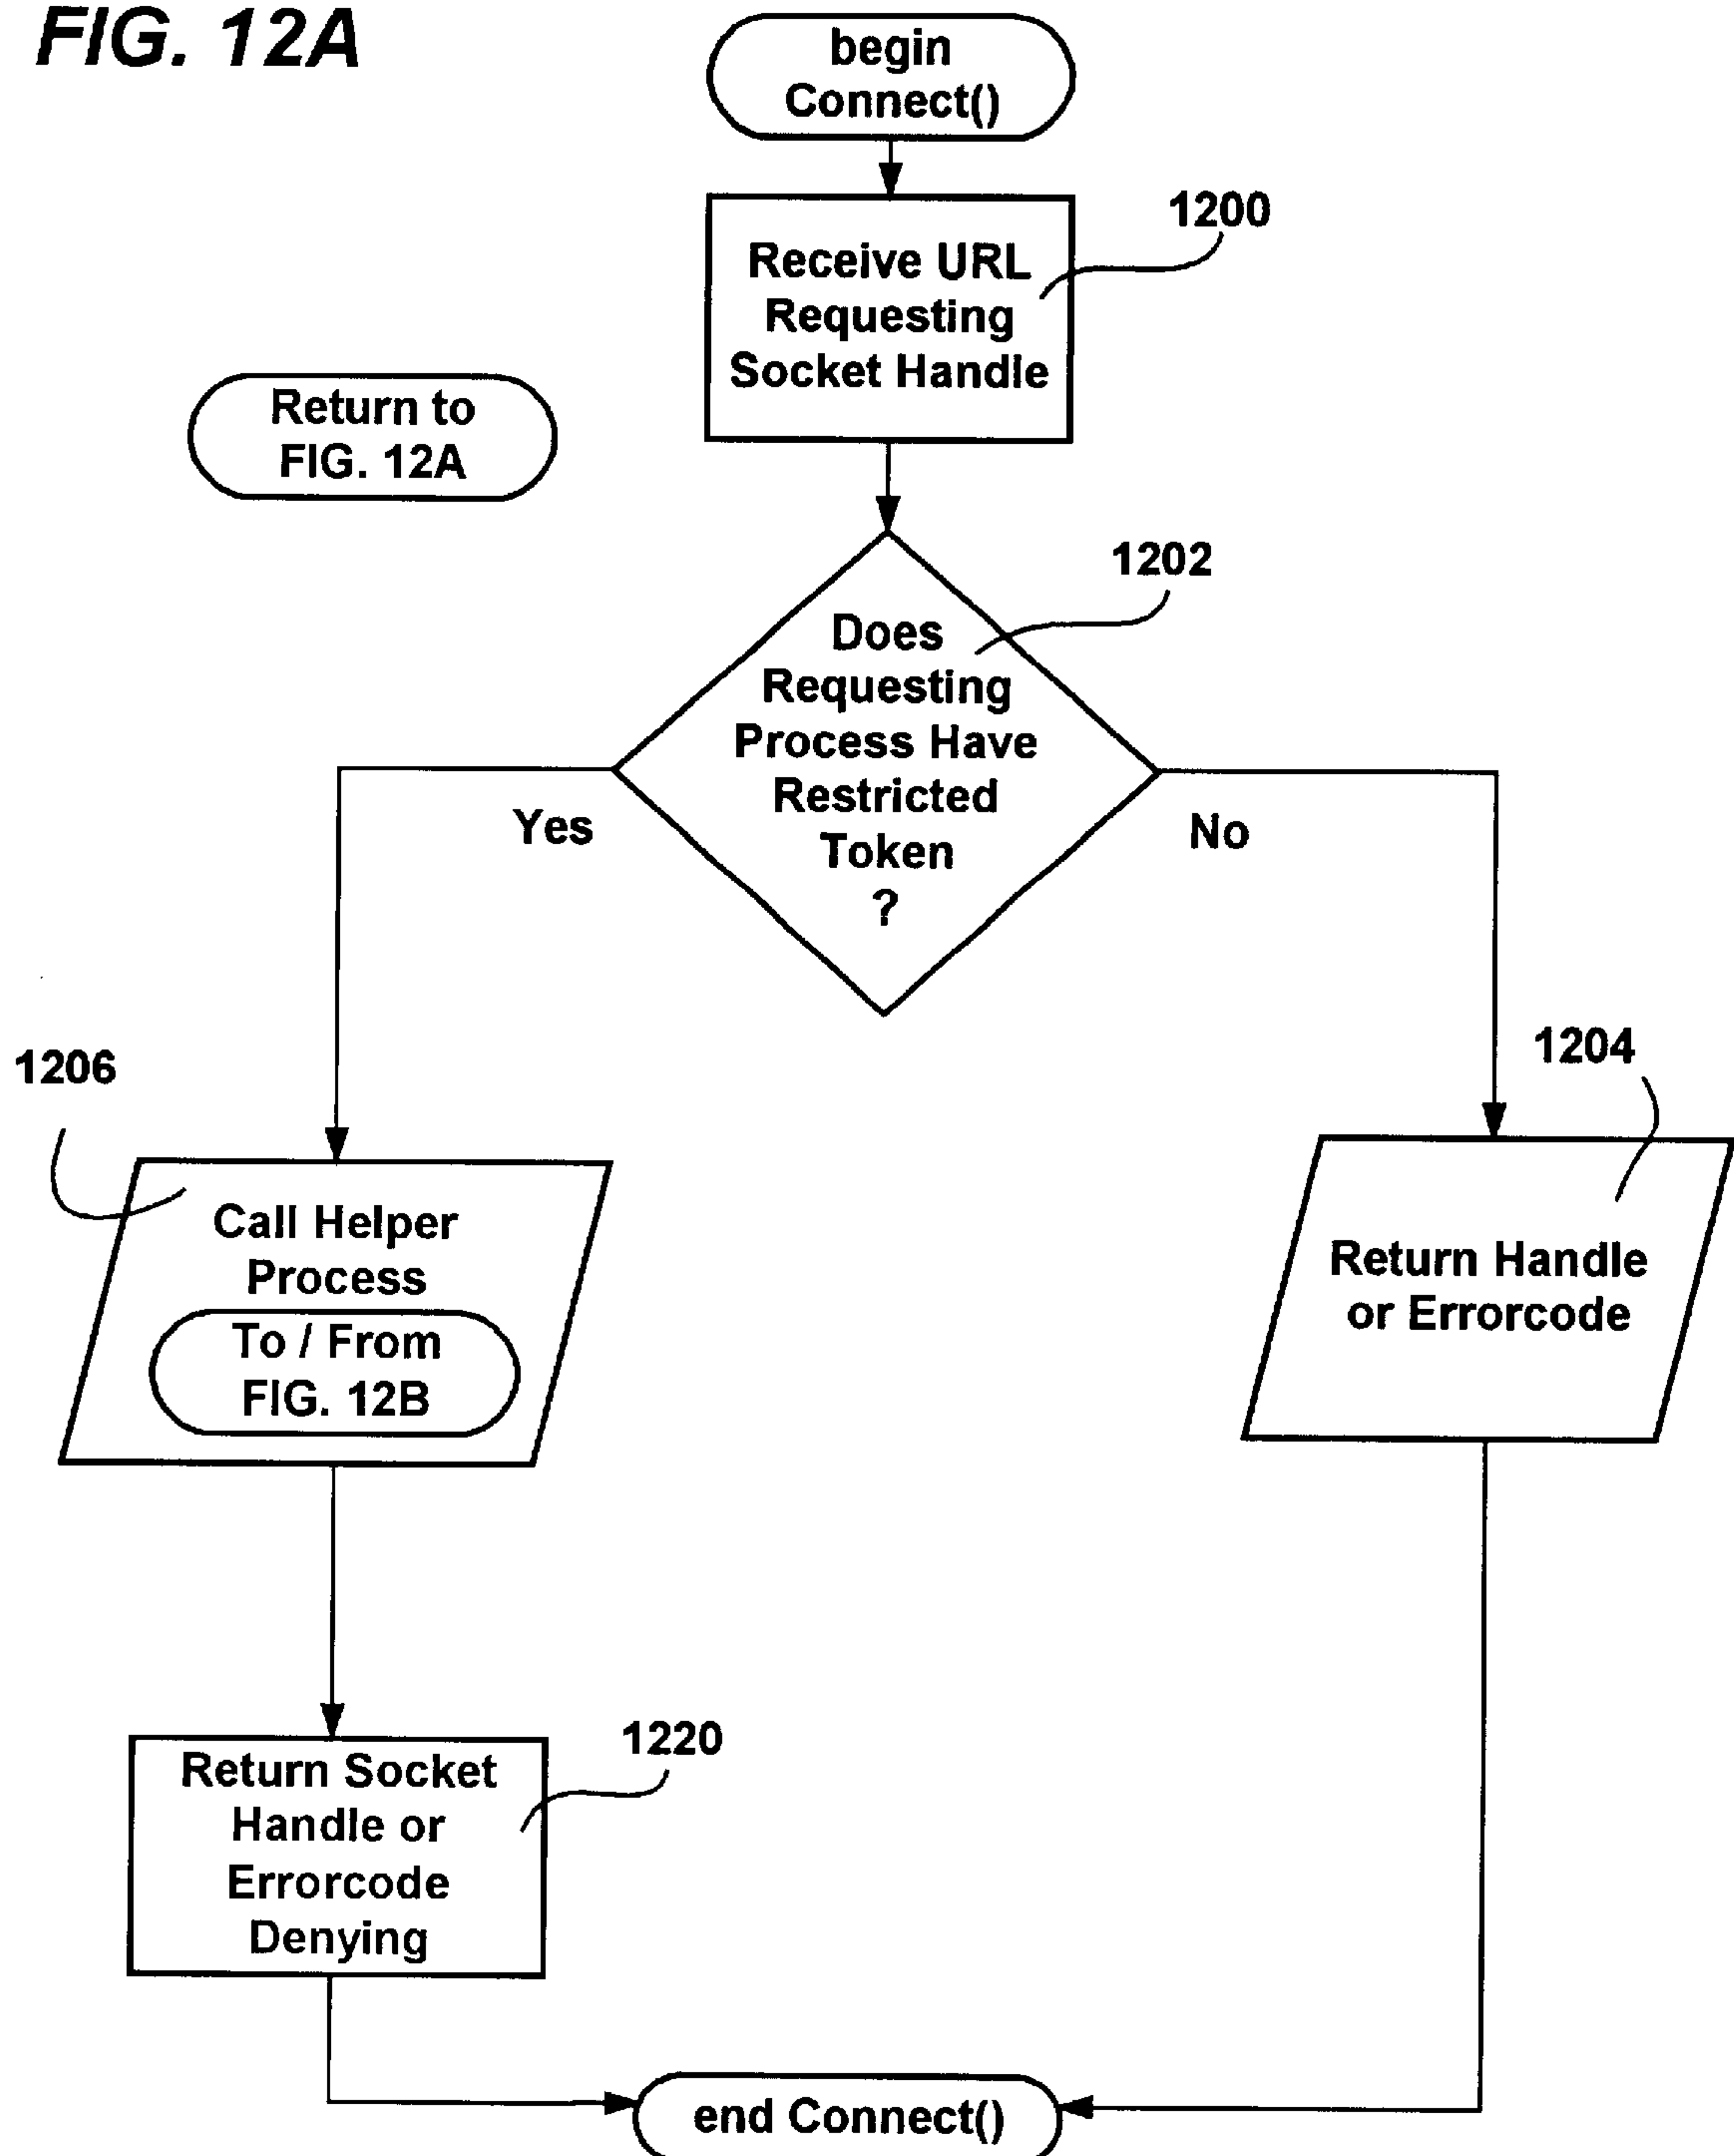 FIG. 12A
begin
Connect()
1200
Receive URL
Requesting
Socket Handle
Return to
FIG. 12A
1202
Does
Requesting
Process Have
Restricted
Token
?
Yes
No
1206
1204
Call Helper
Process
To / From
FIG. 12B
Return Handle
or Errorcode
1220
Return Socket
Handle or
Errorcode
Denying
end Connect()